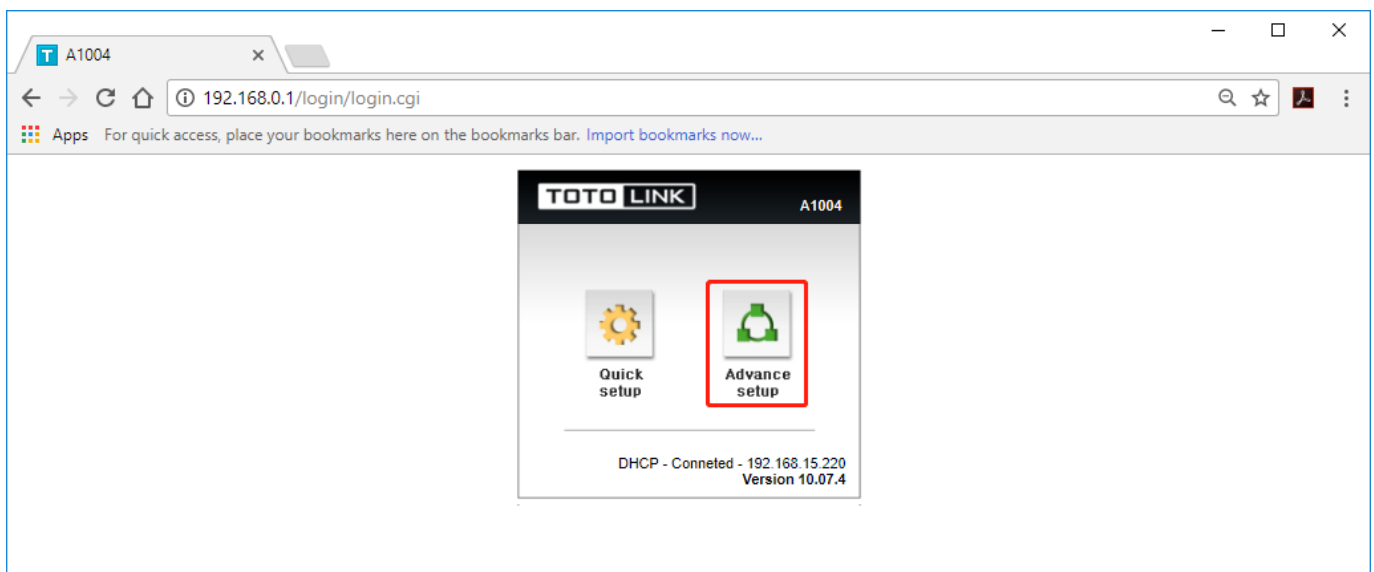 A1004
192.168.0.1/login/login.cgi
Apps For quick access, place your bookmarks here on the bookmarks bar. Import bookmarks now...
TOTO LINK A1004
Quick Advance
setup setup
DHCP - Conneted - 192.168.15.220
Version 10.07.4